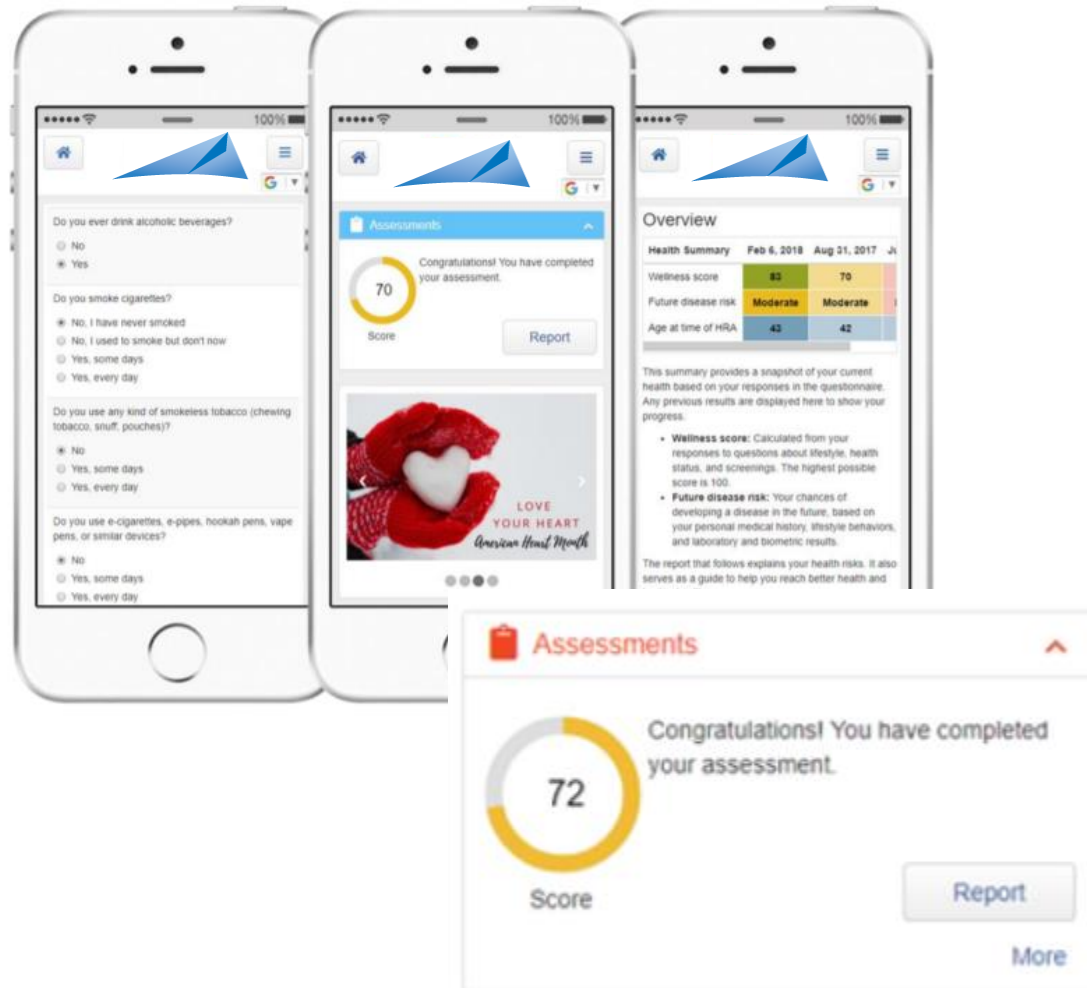 100%
Do you ever drink alcoholic beverages?
No
Yes
Do you smoke cigarettes?
No, I have never smoked
No, I used to smoke but don't now
Yes, some days
Yes, every day
Do you use any kind of smokeless tobacco (chewing
tobacco, snuff, pouches)?
No
Yes, some days
Yes, every day
Do you use e-cigarettes, e-pipes, hookah pens, vape
pens, or similar devices?
No
Yes, some days
Yes, every day
100%
Assessments
Congratulations! You have completed
your assessment.
70
Score
Report
LOVE
YOUR HEART
American Heart Month
100%
Overview
Health Summary Feb 6, 2018 Aug 31, 2017
Wellness score 83 70
Future disease risk Moderate Moderate
Age at time of HRA 43 42
This summary provides a snapshot of your current
health based on your responses in the questionnaire.
Any previous results are displayed here to show your
progress.
• Wellness score: Calculated from your
responses to questions about lifestyle, health
status, and screenings. The highest possible
score is 100.
• Future disease risk: Your chances of
developing a disease in the future, based on
your personal medical history, lifestyle behaviors,
and laboratory and biometric results.
The report that follows explains your health risks. It also
serves as a guide to help you reach better health and
Assessments
Congratulations! You have completed
your assessment.
72
Score
Report
More